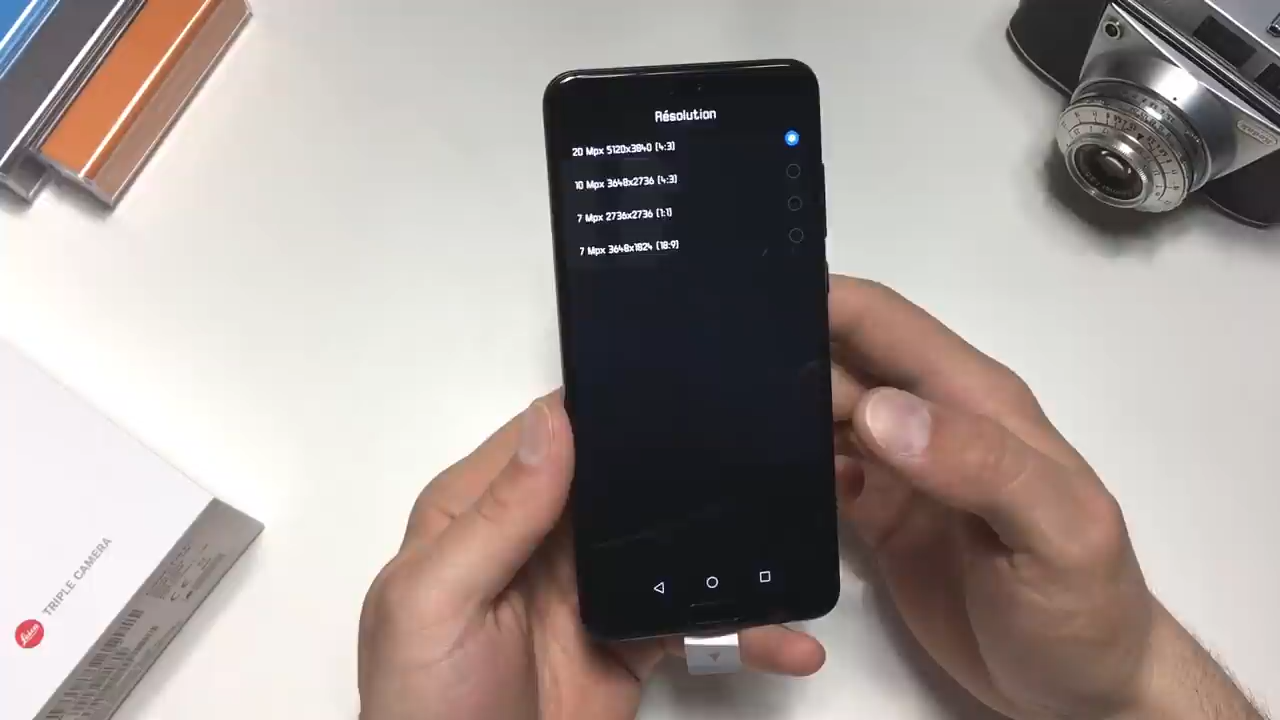 Résolution
20 Mpx 5120x3840 (4:3)
10 Mpx 3648x2736 (4:3)
7 Mpx 2736x2736 (1:1)
7 Mpx 3648x1824 (18:9)
TRIPLE CAMERA
Leica